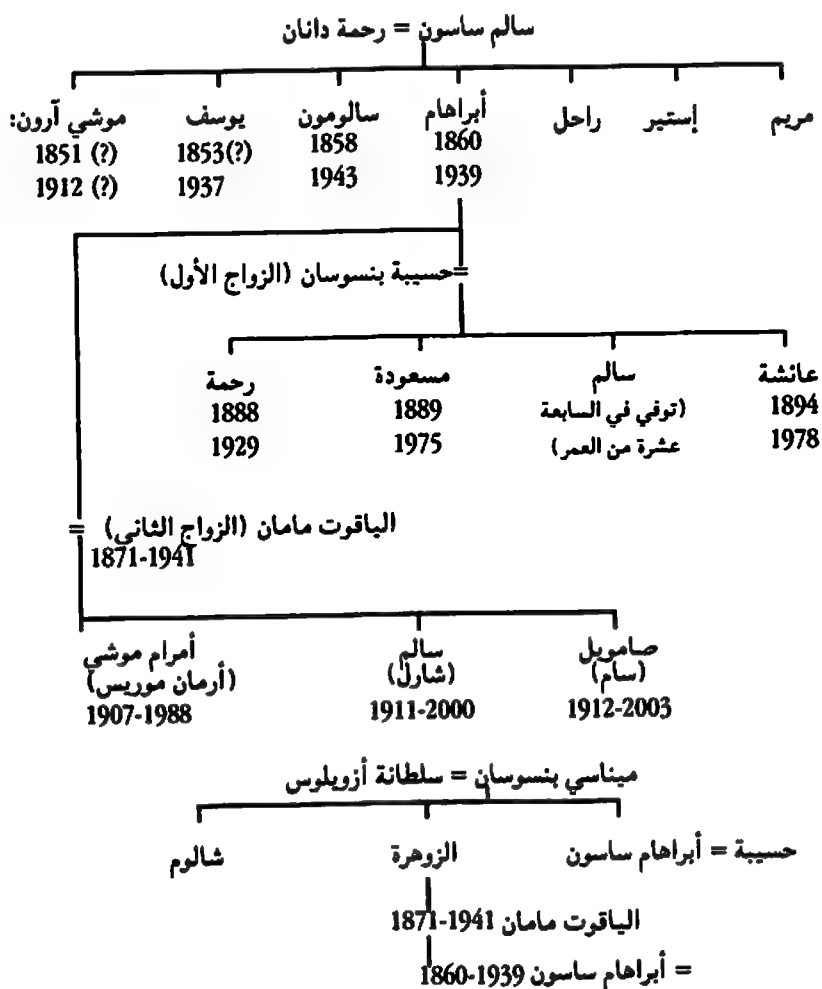 سالم ساسون = رحمة دانان
مريم إستير راحل أبراهام سالومون يوسف موشي آرون:
1860 1858 1853(?) 1851 (?)
1939 1943 1937 1912 (?)
=حسيبة بنسوسان (الزواج الأول)
عائشة سالم مسعودة رحمة
1894 (توفي في السابعة 1889 1888
1978 عشرة من العمر) 1975 1929
الياقوت مامان (الزواج الثاني) =
1871-1941
صامويل سالم أمرام موشي
(سام) (شارل) (أرمان موريس)
1912-2003 1911-2000 1907-1988
ميناسي بنسوسان = سلطانة أزويلوس
حسيبة = أبراهام ساسون الزوهرة شالوم
الياقوت مامان 1871-1941
= أبراهام ساسون 1860-1939